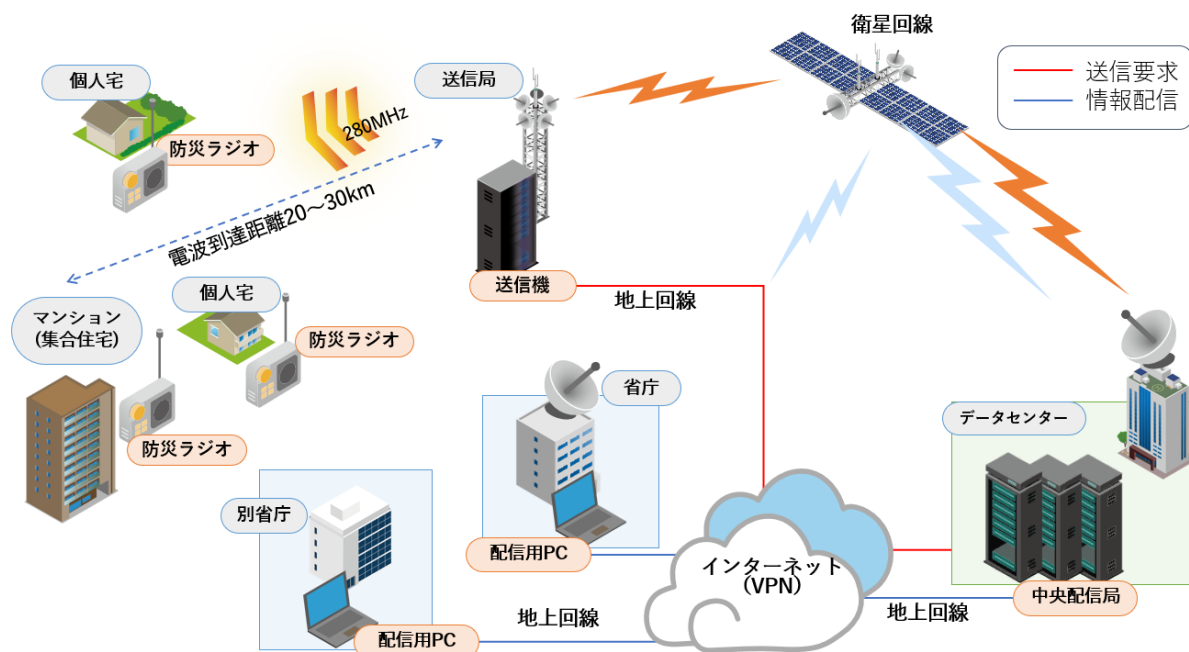 衛星回線
送信要求
情報配信
個人宅
送信局
280MHz
防災ラジオ
電波到達距離20～30km
送信機
地上回線
個人宅
マンション
(集合住宅)
防災ラジオ
省庁
データセンター
防災ラジオ
別省庁
配信用PC
インターネット
(VPN)
中央配信局
地上回線
地上回線
配信用PC